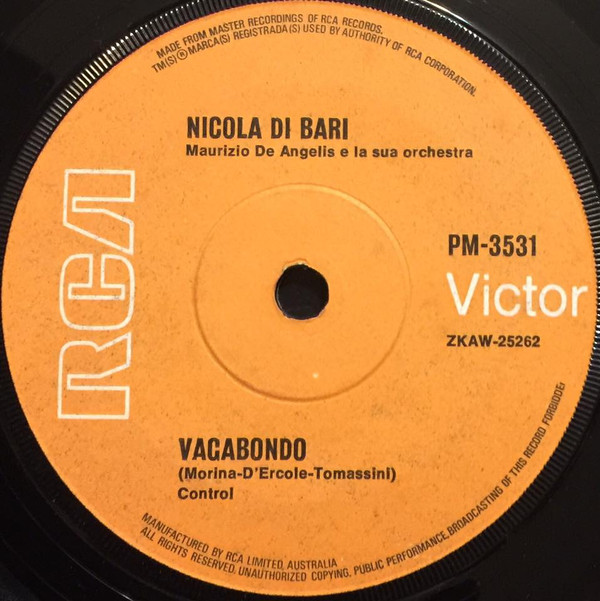 MADE FROM MASTER RECORDINGS OF RCA RECORDS.
TM(S) ® MARCA(S) REGISTRADA(S) USED BY AUTHORITY OF RCA CORPORATION.
NICOLA DI BARI
Maurizio De Angelis e la sua orchestra
RCA
PM-3531
Victor
ZKAW-25262
VAGABONDO
(Morina-D'Ercole-Tomassini)
Control
MANUFACTURED BY RCA LIMITED, AUSTRALIA
ALL RIGHTS RESERVED, UNAUTHORIZED COPYING, PUBLIC PERFORMANCE, BROADCASTING OF THIS RECORD FORBIDDEN